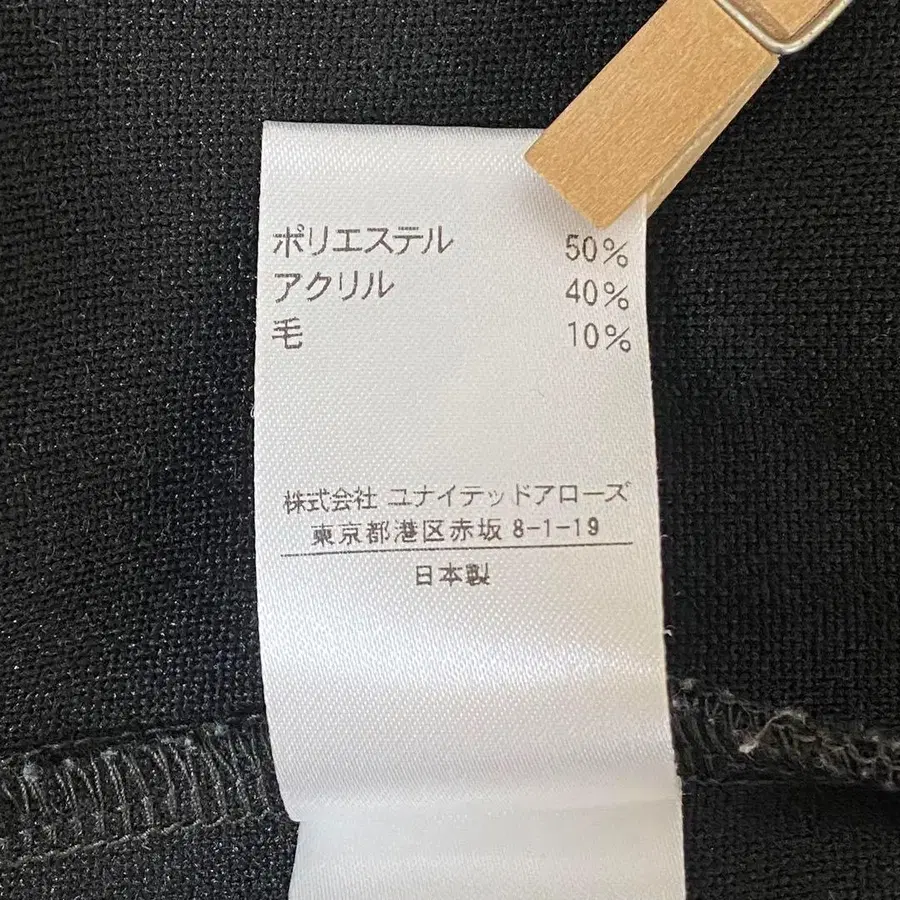 ポリエステル 50%
アクリル 40%
毛 10%
株式会社 ユナイテッドアローズ
東京都港区赤坂 8-1-19
日本製